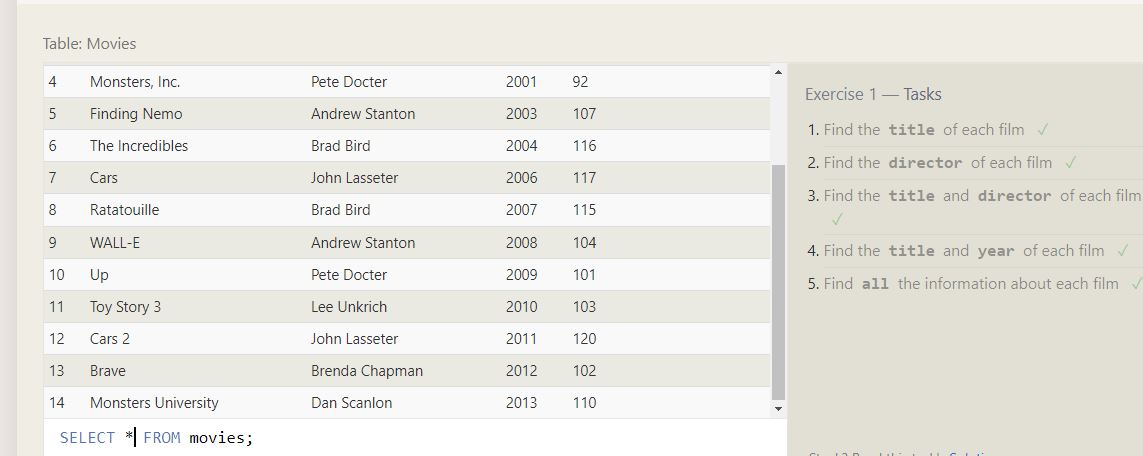 Table: Movies
4 Monsters, Inc. Pete Docter 2001 92
5 Finding Nemo Andrew Stanton 2003 107
6 The Incredibles Brad Bird 2004 116
7 Cars John Lasseter 2006 117
8 Ratatouille Brad Bird 2007 115
9 WALL-E Andrew Stanton 2008 104
10 Up Pete Docter 2009 101
11 Toy Story 3 Lee Unkrich 2010 103
12 Cars 2 John Lasseter 2011 120
13 Brave Brenda Chapman 2012 102
14 Monsters University Dan Scanlon 2013 110
SELECT * FROM movies;
Exercise 1 — Tasks
1. Find the title of each film ✓
2. Find the director of each film ✓
3. Find the title and director of each film
✓
4. Find the title and year of each film ✓
5. Find all the information about each film ✓